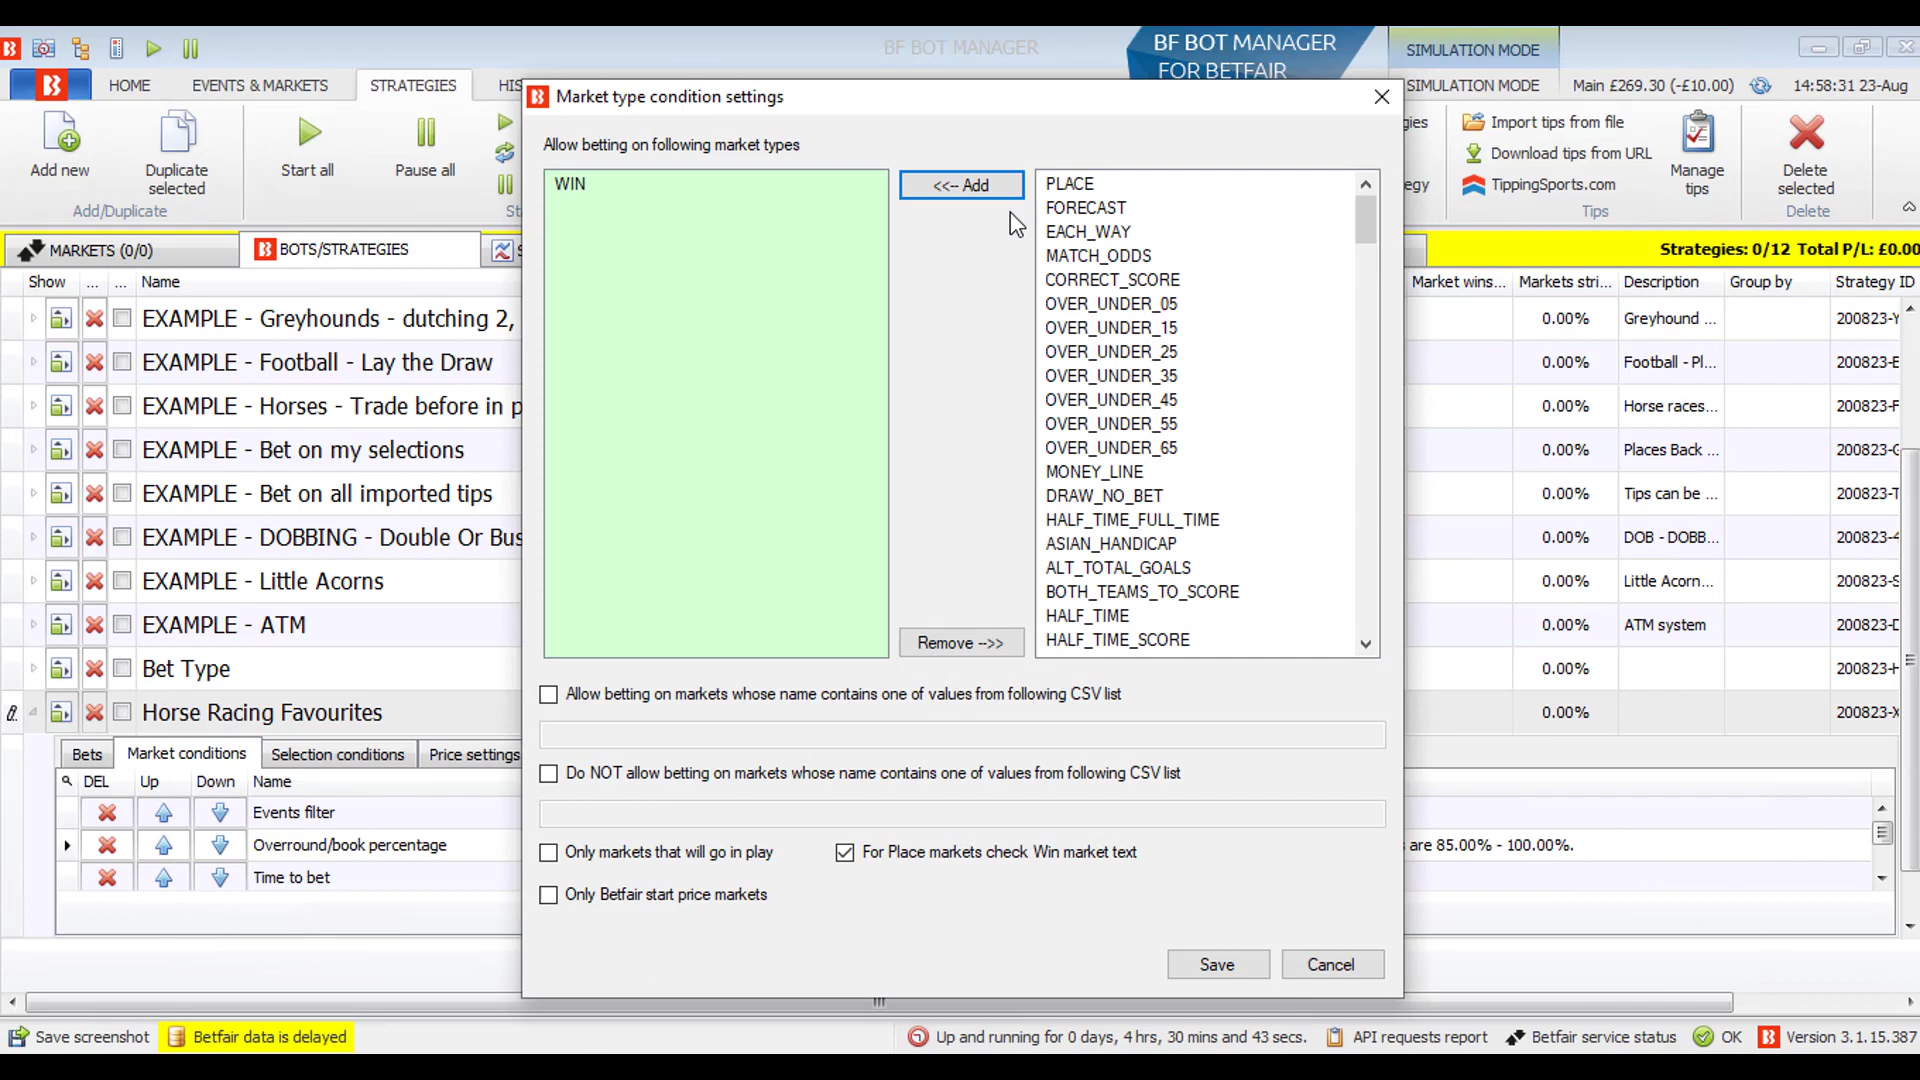 BF BOT MANAGER
BF BOT MANAGER
FOR BETFAIR
SIMULATION MODE
HOME
EVENTS & MARKETS
STRATEGIES
HIS
SIMULATION MODE
Main £269.30 (-£10.00)
14:58:31 23-Aug
Add new
Duplicate
selected
Add/Duplicate
Start all
Pause all
St
gies
egy
Import tips from file
Download tips from URL
TippingSports.com
Manage
tips
Tips
Delete
selected
Delete
MARKETS (0/0)
BOTS/STRATEGIES
S
Strategies: 0/12 Total P/L: £0.00
Show ... ... Name
Market wins... Markets stri... Description Group by Strategy ID
EXAMPLE - Greyhounds - dutching 2,
0.00% Greyhound ... 200823-Y
EXAMPLE - Football - Lay the Draw
0.00% Football - Pl... 200823-E
EXAMPLE - Horses - Trade before in p
0.00% Horse races... 200823-F
EXAMPLE - Bet on my selections
0.00% Places Back ... 200823-G
EXAMPLE - Bet on all imported tips
0.00% Tips can be ... 200823-T
EXAMPLE - DOBBING - Double Or Bus
0.00% DOB - DOBB... 200823-4
EXAMPLE - Little Acorns
0.00% Little Acorn... 200823-S
EXAMPLE - ATM
0.00% ATM system 200823-D
Bet Type
0.00% 200823-H
Horse Racing Favourites
0.00% 200823-X
Bets
Market conditions
Selection conditions
Price settings
DEL Up Down Name
Events filter
Overround/book percentage
are 85.00% - 100.00%.
Time to bet
Market type condition settings
Allow betting on following market types
WIN
<<-- Add
Remove -->>
PLACE
FORECAST
EACH_WAY
MATCH_ODDS
CORRECT_SCORE
OVER_UNDER_05
OVER_UNDER_15
OVER_UNDER_25
OVER_UNDER_35
OVER_UNDER_45
OVER_UNDER_55
OVER_UNDER_65
MONEY_LINE
DRAW_NO_BET
HALF_TIME_FULL_TIME
ASIAN_HANDICAP
ALT_TOTAL_GOALS
BOTH_TEAMS_TO_SCORE
HALF_TIME
HALF_TIME_SCORE
Allow betting on markets whose name contains one of values from following CSV list
Do NOT allow betting on markets whose name contains one of values from following CSV list
Only markets that will go in play
For Place markets check Win market text
Only Betfair start price markets
Save
Cancel
Save screenshot
Betfair data is delayed
Up and running for 0 days, 4 hrs, 30 mins and 43 secs.
API requests report
Betfair service status
OK
Version 3.1.15.387